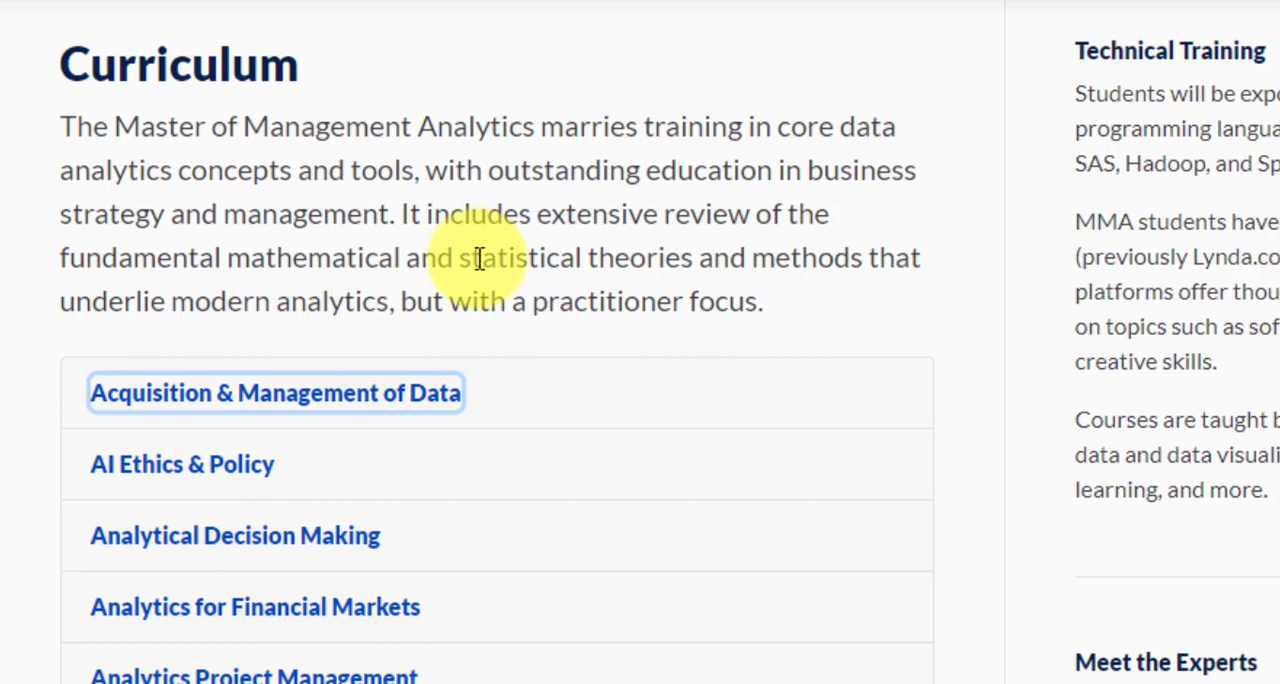 Curriculum
The Master of Management Analytics marries training in core data
analytics concepts and tools, with outstanding education in business
strategy and management. It includes extensive review of the
fundamental mathematical and statistical theories and methods that
underlie modern analytics, but with a practitioner focus.
Acquisition & Management of Data
AI Ethics & Policy
Analytical Decision Making
Analytics for Financial Markets
Analytics Project Management
Technical Training
Students will be
programming
SAS, Hadoop, and
MMA students have
(previously
platforms offer
on topics such as
creative skills.
Courses are taught
data and data
learning, and more.
Meet the Experts